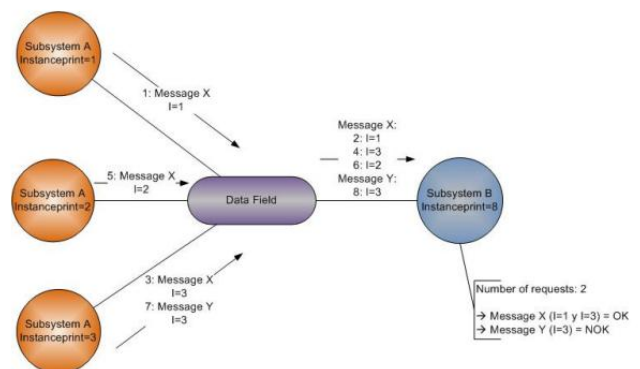 Subsystem A
Instanceprint=1
1: Message X
I=1
5: Message X
I=2
Subsystem A
Instanceprint=2
Data Field
Message X:
2: I=1
4: I=3
6: I=2
Message Y:
8: I=3
Subsystem B
Instanceprint=8
3: Message X
I=3
7: Message Y
I=3
Subsystem A
Instanceprint=3
Number of requests: 2
→ Message X (I=1 y I=3) = OK
→ Message Y (I=3) = NOK